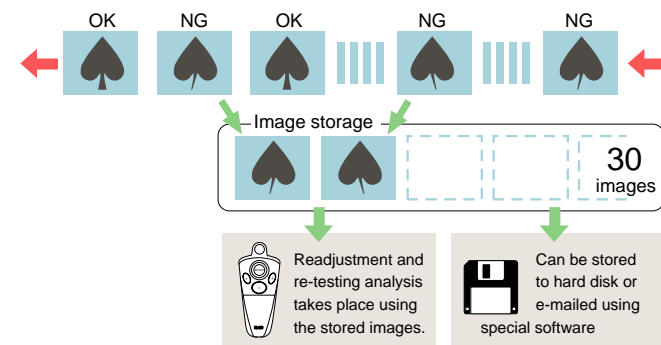 OK NG OK NG NG
Image storage
30
images
Readjustment and
re-testing analysis
takes place using
the stored images.
Can be stored
to hard disk or
e-mailed using
special software